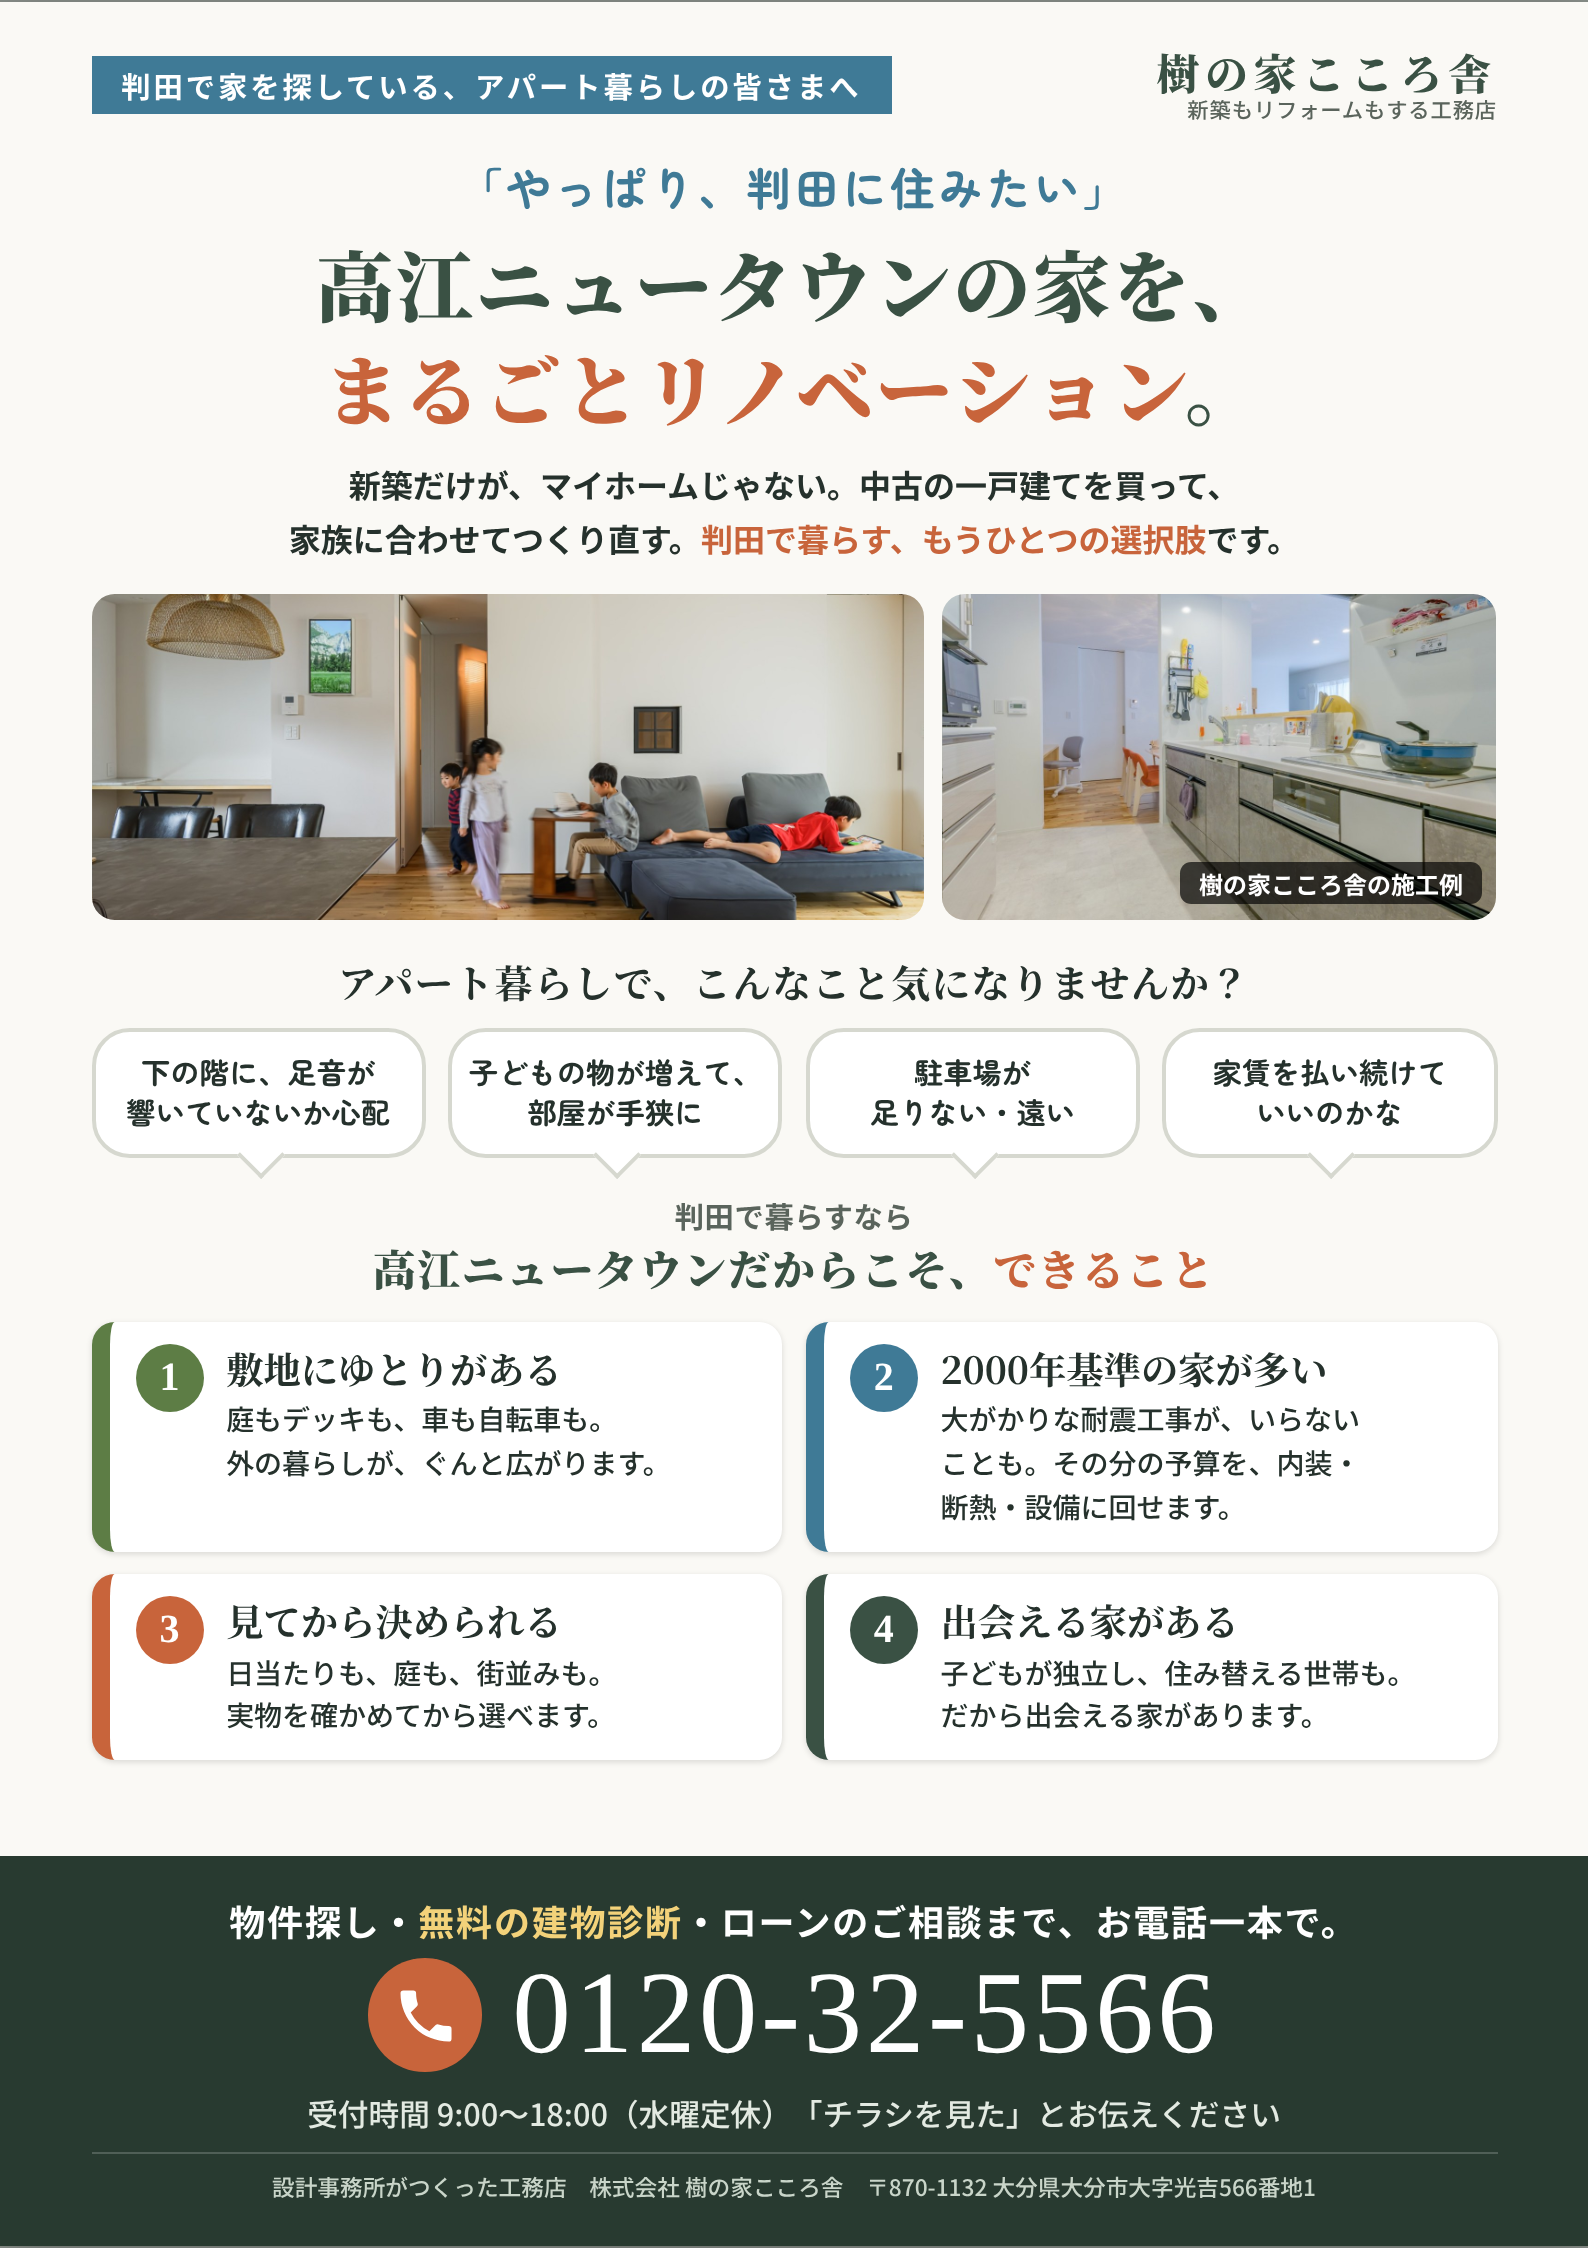 判田で家を探している、アパート暮らしの皆さまへ
樹の家こころ舎
新築もリフォームもする工務店
「やっぱり、判田に住みたい」
高江ニュータウンの家を、
まるごとリノベーション。
新築だけが、マイホームじゃない。中古の一戸建てを買って、
家族に合わせてつくり直す。判田で暮らす、もうひとつの選択肢です。
樹の家こころ舎の施工例
アパート暮らしで、こんなこと気になりませんか？
下の階に、足音が
響いていないか心配
子どもの物が増えて、
部屋が手狭に
駐車場が
足りない・遠い
家賃を払い続けて
いいのかな
判田で暮らすなら
高江ニュータウンだからこそ、できること
1 敷地にゆとりがある
庭もデッキも、車も自転車も。
外の暮らしが、ぐんと広がります。
2 2000年基準の家が多い
大がかりな耐震工事が、いらない
ことも。その分の予算を、内装・
断熱・設備に回せます。
3 見てから決められる
日当たりも、庭も、街並みも。
実物を確かめてから選べます。
4 出会える家がある
子どもが独立し、住み替える世帯も。
だから出会える家があります。
物件探し・無料の建物診断・ローンのご相談まで、お電話一本で。
0120-32-5566
受付時間 9:00〜18:00（水曜定休）「チラシを見た」とお伝えください
設計事務所がつくった工務店　株式会社 樹の家こころ舎　〒870-1132 大分県大分市大字光吉566番地1